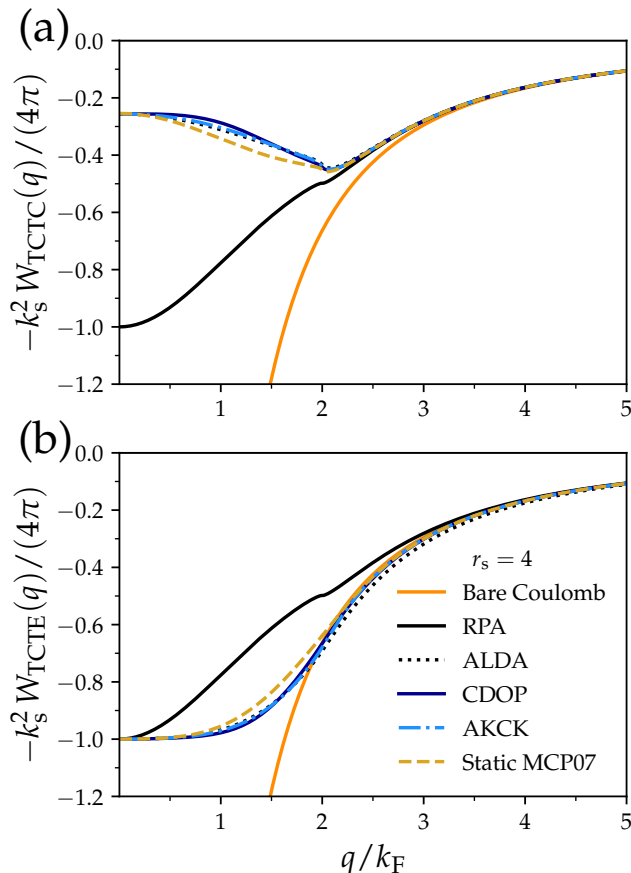 (a)
0.0
−0.2
−0.4
−0.6
−0.8
−1.0
−1.2
−k_s^2 W_TCTC(q)/(4π)
0 1 2 3 4 5
(b)
0.0
−0.2
−0.4
−0.6
−0.8
−1.0
−1.2
−k_s^2 W_TCTE(q)/(4π)
r_s = 4
Bare Coulomb
RPA
ALDA
CDOP
AKCK
Static MCP07
0 1 2 3 4 5
q/k_F